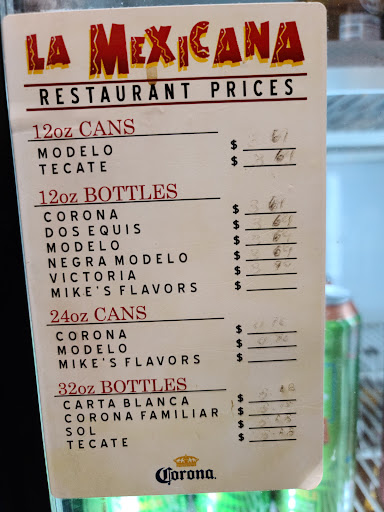 LA MEXICANA
RESTAURANT PRICES
12oz CANS
MODELO $
TECATE $
12oz BOTTLES
CORONA $
DOS EQUIS $
MODELO $
NEGRA MODELO $
VICTORIA $
MIKE'S FLAVORS $
24oz CANS
CORONA $
MODELO $
MIKE'S FLAVORS $
32oz BOTTLES
CARTA BLANCA $
CORONA FAMILIAR $
SOL $
TECATE $
Corona.